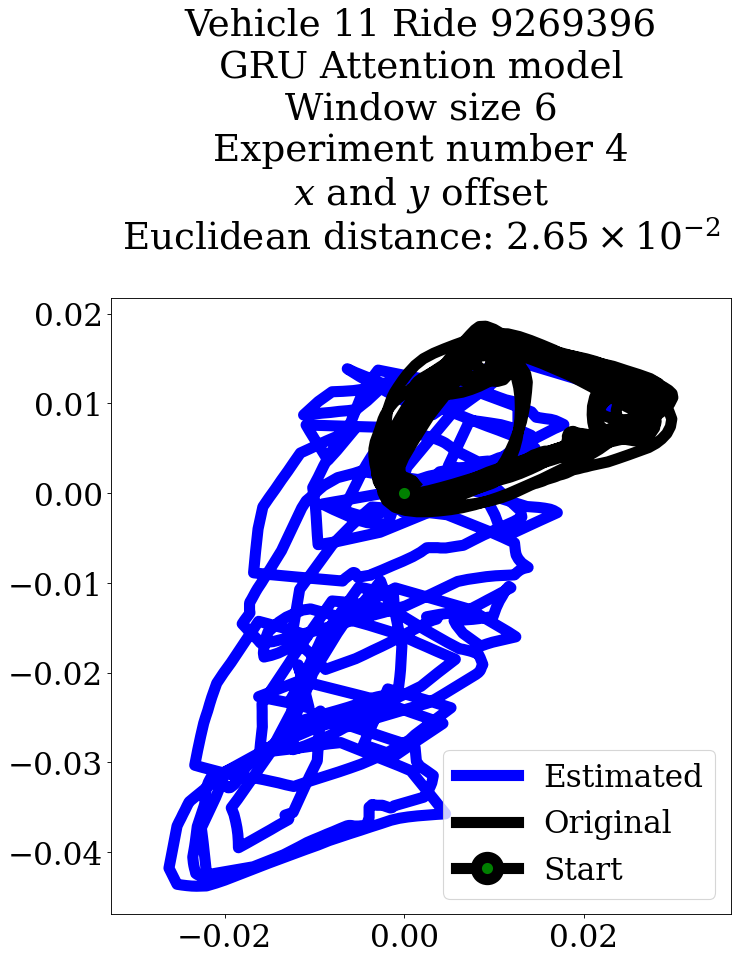 Vehicle 11 Ride 9269396
GRU Attention model
Window size 6
Experiment number 4
x and y offset
Euclidean distance: 2.65 × 10⁻²
0.02
0.01
0.00
−0.01
−0.02
−0.03
−0.04
Estimated
Original
Start
−0.02 0.00 0.02